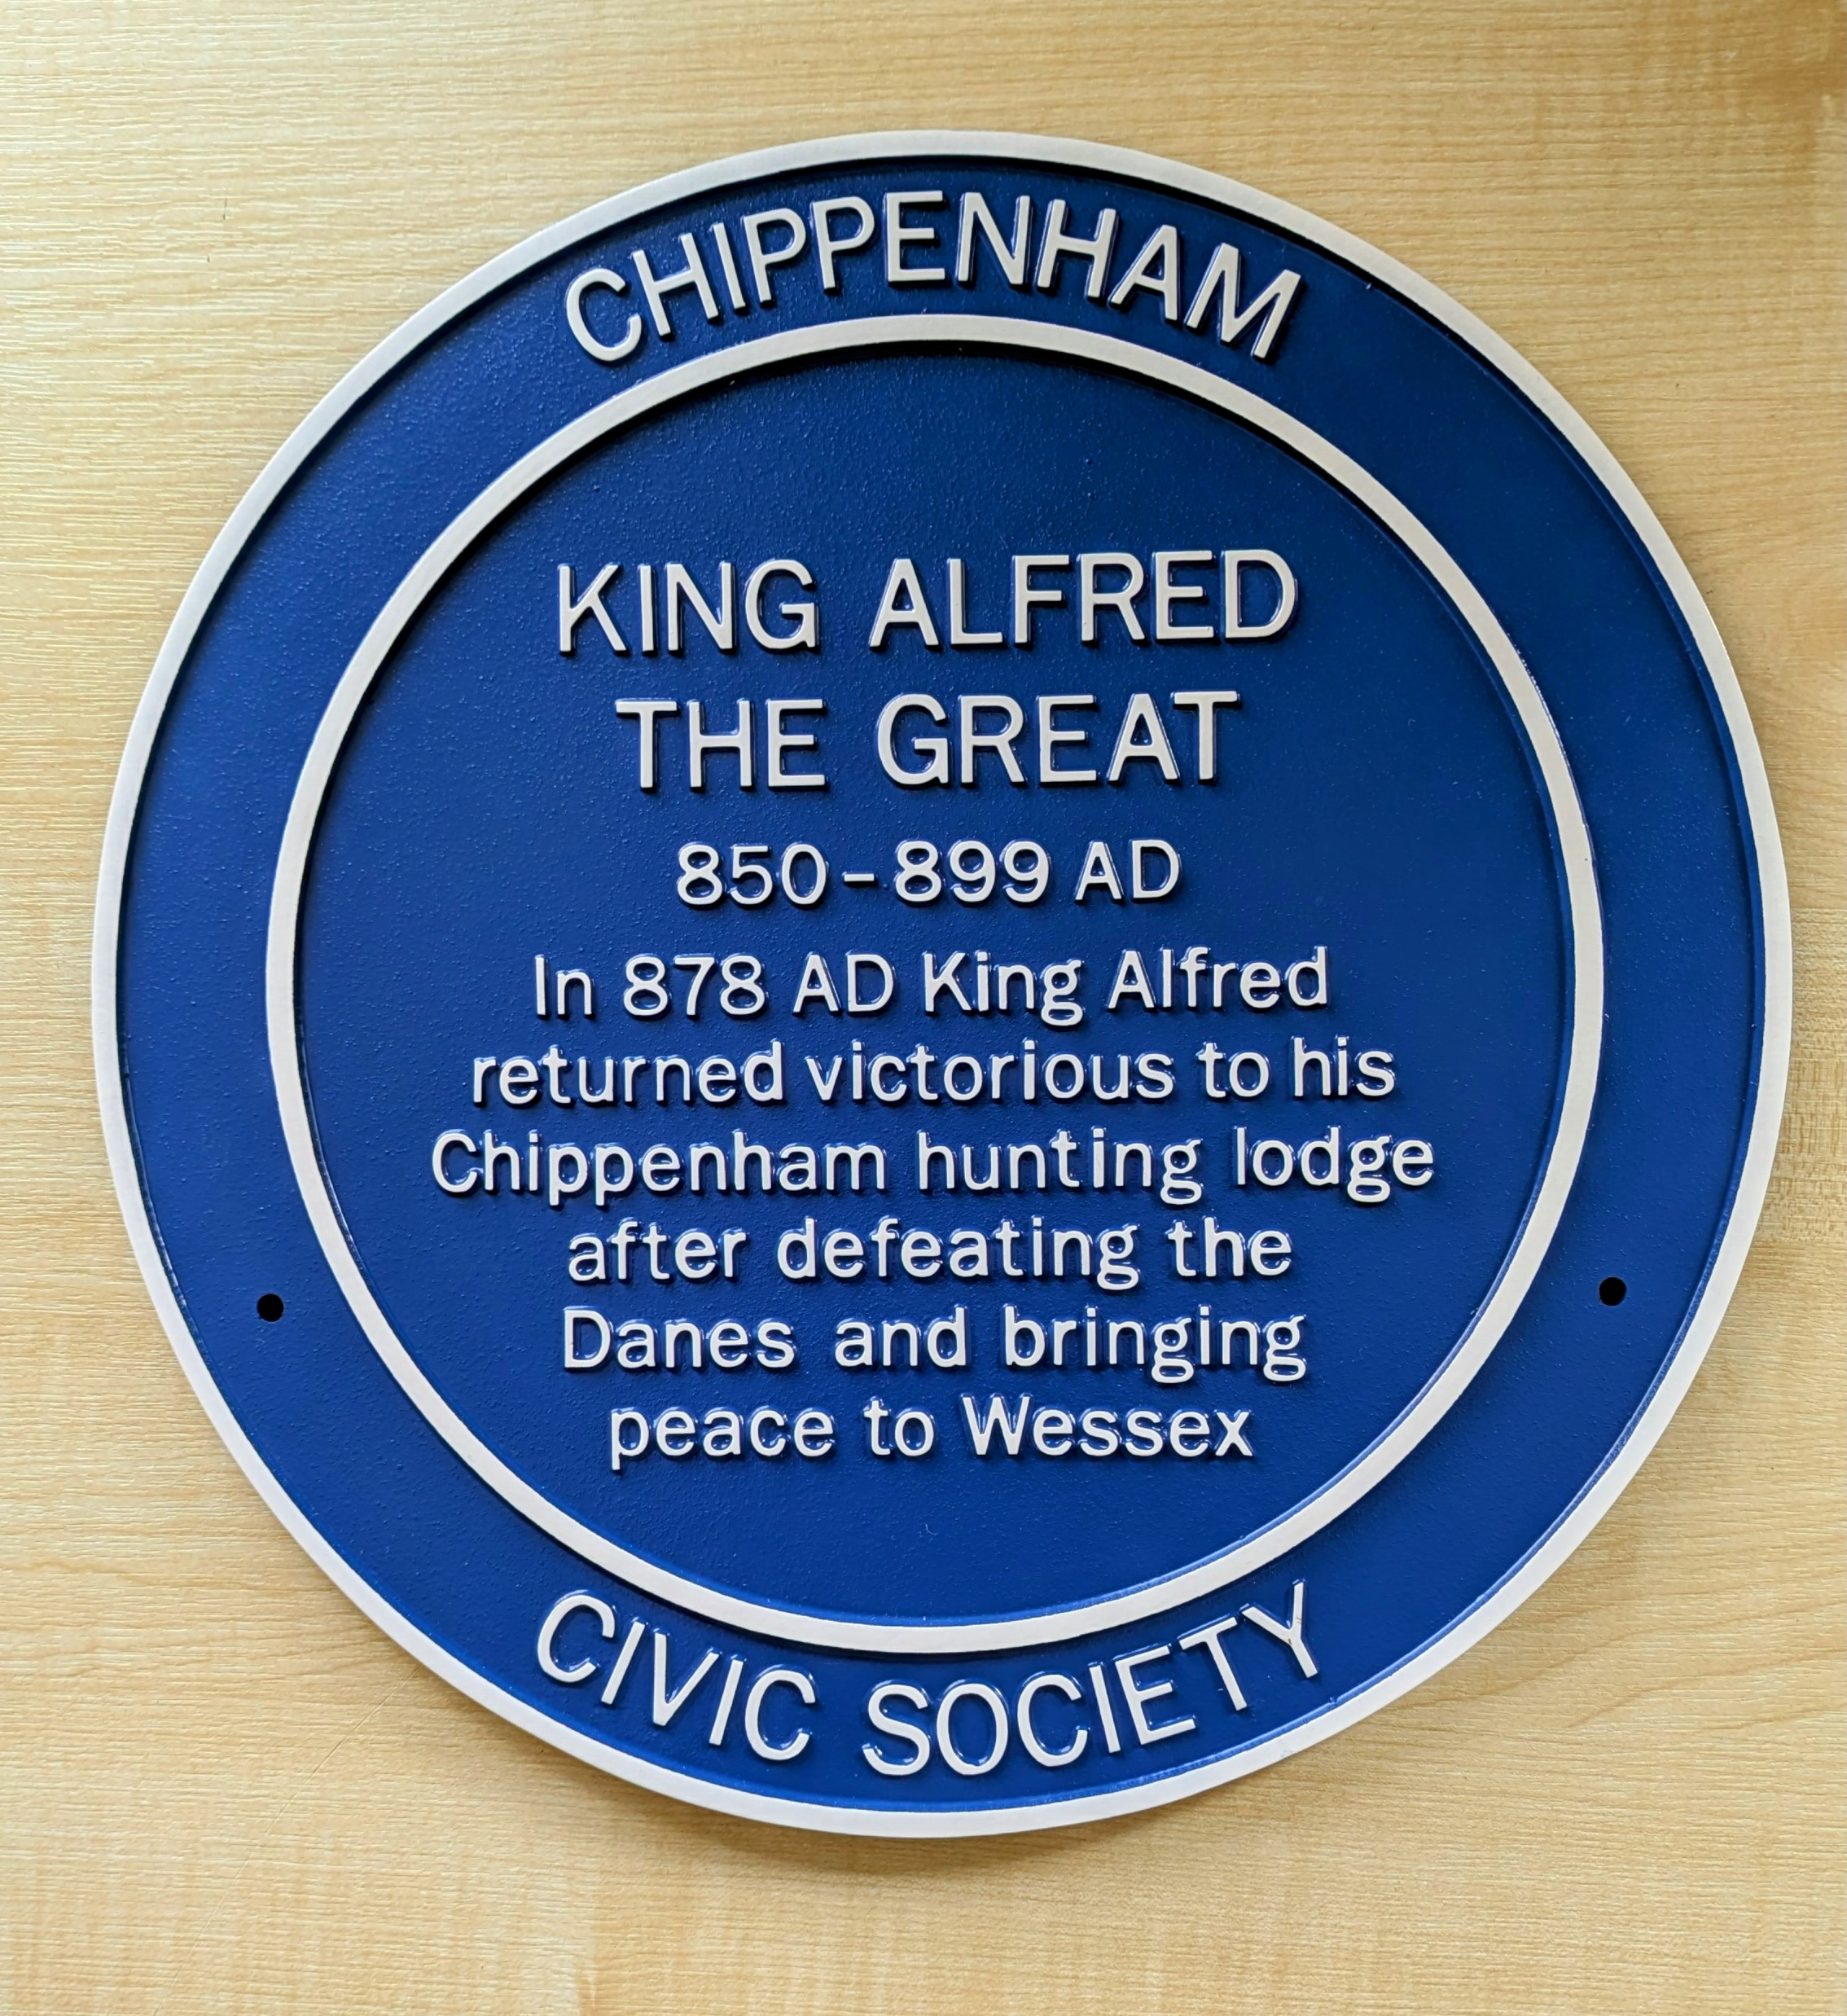 CHIPPENHAM
KING ALFRED
THE GREAT
850-899 AD
In 878 AD King Alfred
returned victorious to his
Chippenham hunting lodge
after defeating the
Danes and bringing
peace to Wessex
CIVIC SOCIETY